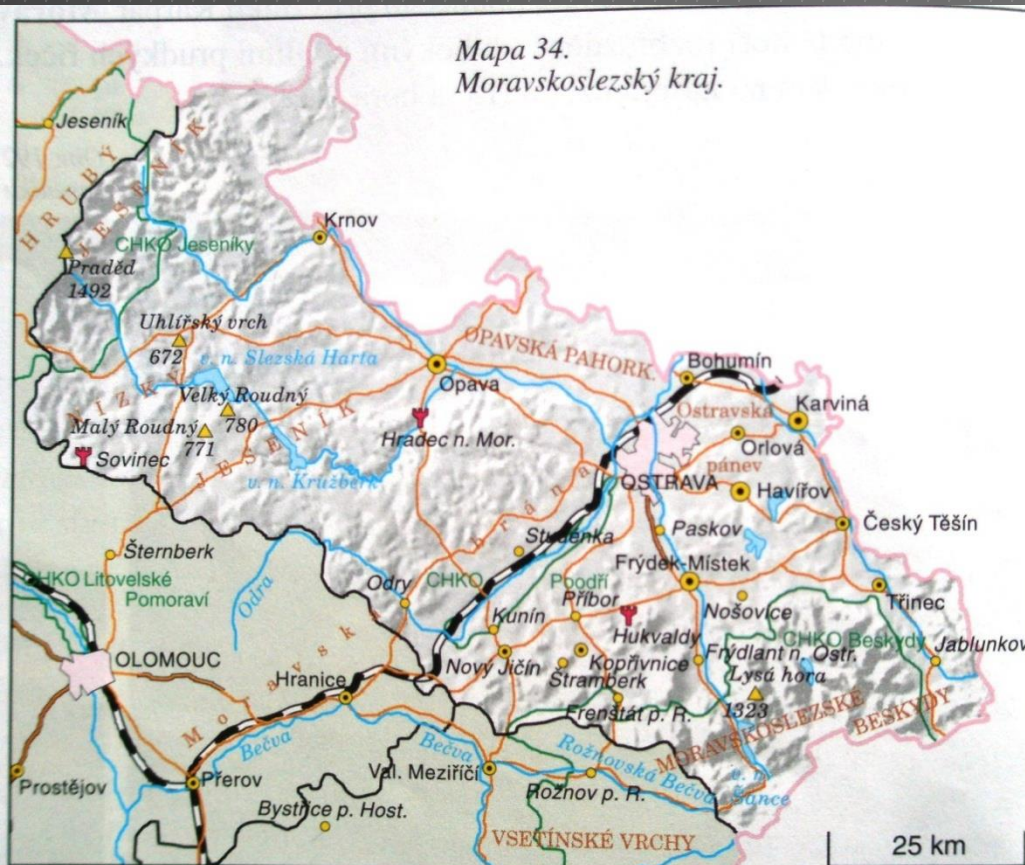 Mapa 34.
Moravskoslezský kraj.
Jeseník
HRUBÝ
JESENÍK
Krnov
CHKO Jeseníky
Praděd
1492
Uhlířský vrch
672
v. n. Slezská Harta
OPAVSKÁ PAHORK.
Bohumín
Opava
NÍZKÝ
JESENÍK
Velký Roudný
780
Malý Roudný
771
Hradec n. Mor.
Sovinec
v. n. Kružberk
Ostravská
pánev
Karviná
Orlová
OSTRAVA
Havířov
Český Těšín
Paskov
Studénka
Šternberk
CHKO Litovelské
Pomoraví
Odra
Odry
CHKO
Poodří
Frýdek-Místek
Příbor
Nošovice
Třinec
Kunín
Hukvaldy
CHKO Beskydy
Jablunkov
OLOMOUC
Hranice
Nový Jičín
Kopřivnice
Štramberk
Frýdlant n. Ostr.
Lysá hora
1323
Frenštát p. R.
MORAVSKOSLEZSKÉ
BESKYDY
Moravsk
brána
Bečva
Bečva
Rožnovská Bečva
v. n.
Šance
Prostějov
Přerov
Val. Meziříčí
Rožnov p. R.
Bystřice p. Host.
VSETÍNSKÉ VRCHY
25 km